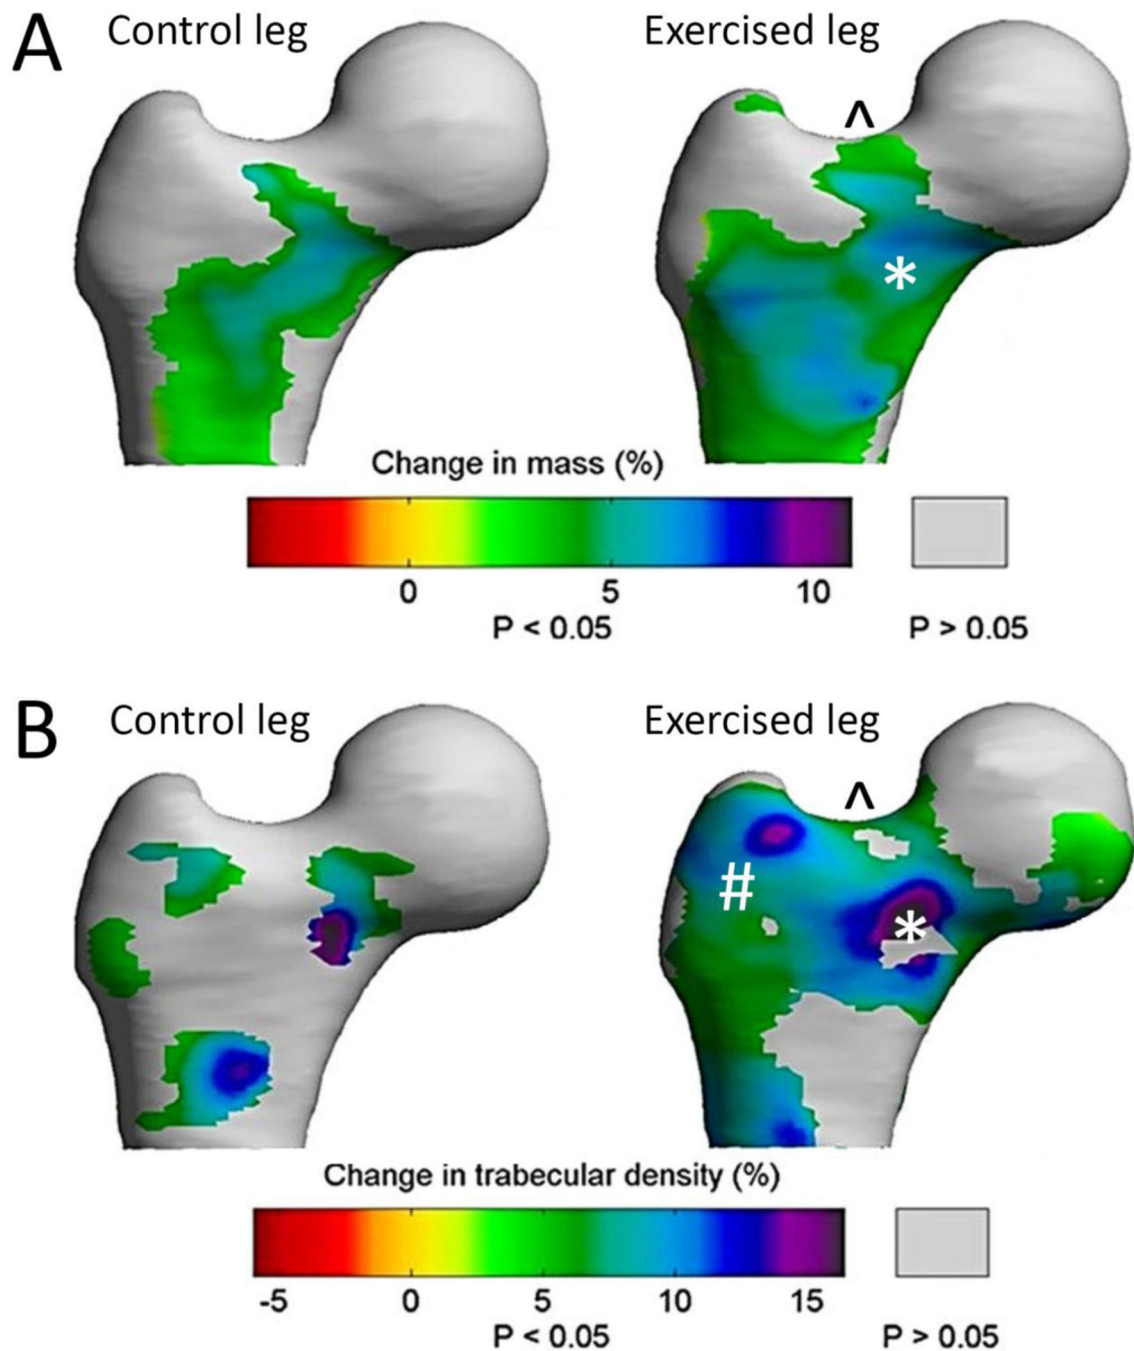 A
Control leg
Exercised leg
^
*
Change in mass (%)
0
5
10
P < 0.05
P > 0.05
B
Control leg
Exercised leg
^
#
*
Change in trabecular density (%)
-5
0
5
10
15
P < 0.05
P > 0.05